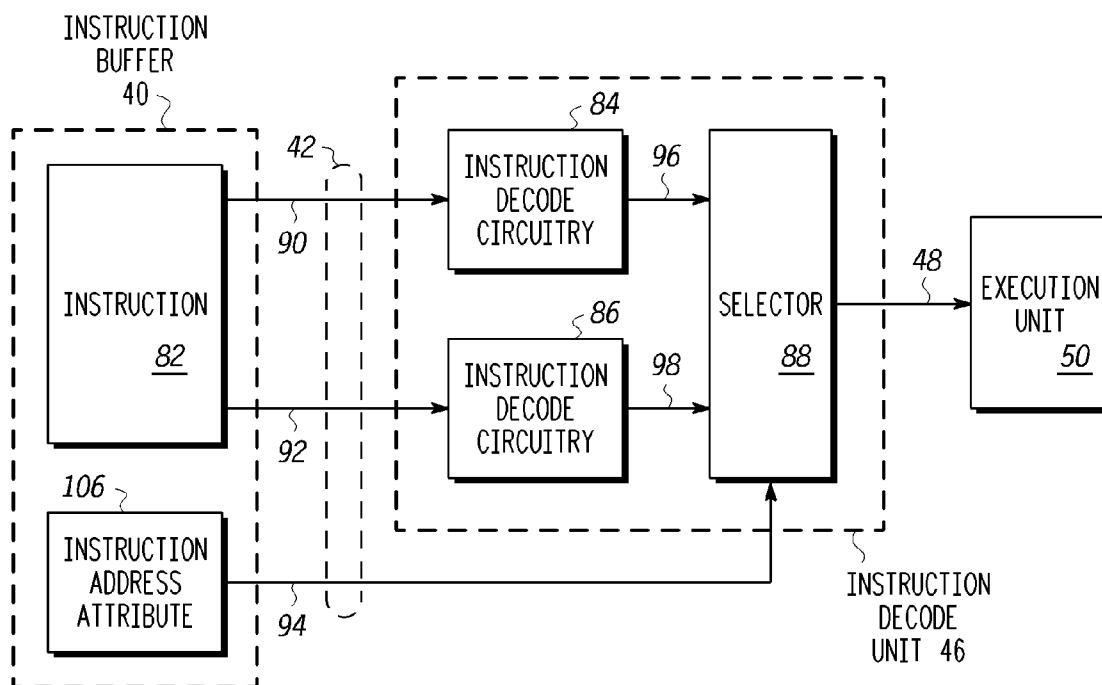 INSTRUCTION
BUFFER
40
INSTRUCTION
82
106
INSTRUCTION
ADDRESS
ATTRIBUTE
42
90
92
94
84
INSTRUCTION
DECODE
CIRCUITRY
86
INSTRUCTION
DECODE
CIRCUITRY
96
98
SELECTOR
88
48
EXECUTION
UNIT
50
INSTRUCTION
DECODE
UNIT 46